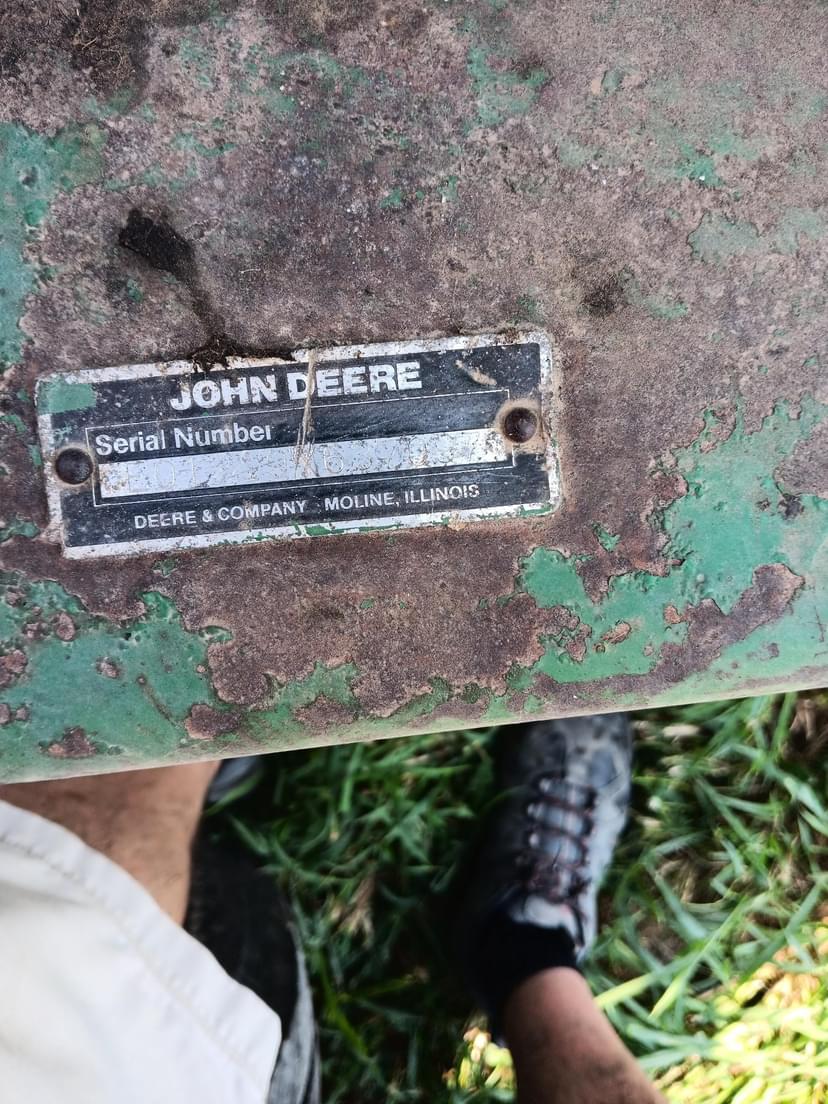 JOHN DEERE
Serial Number
DEERE & COMPANY MOLINE, ILLINOIS